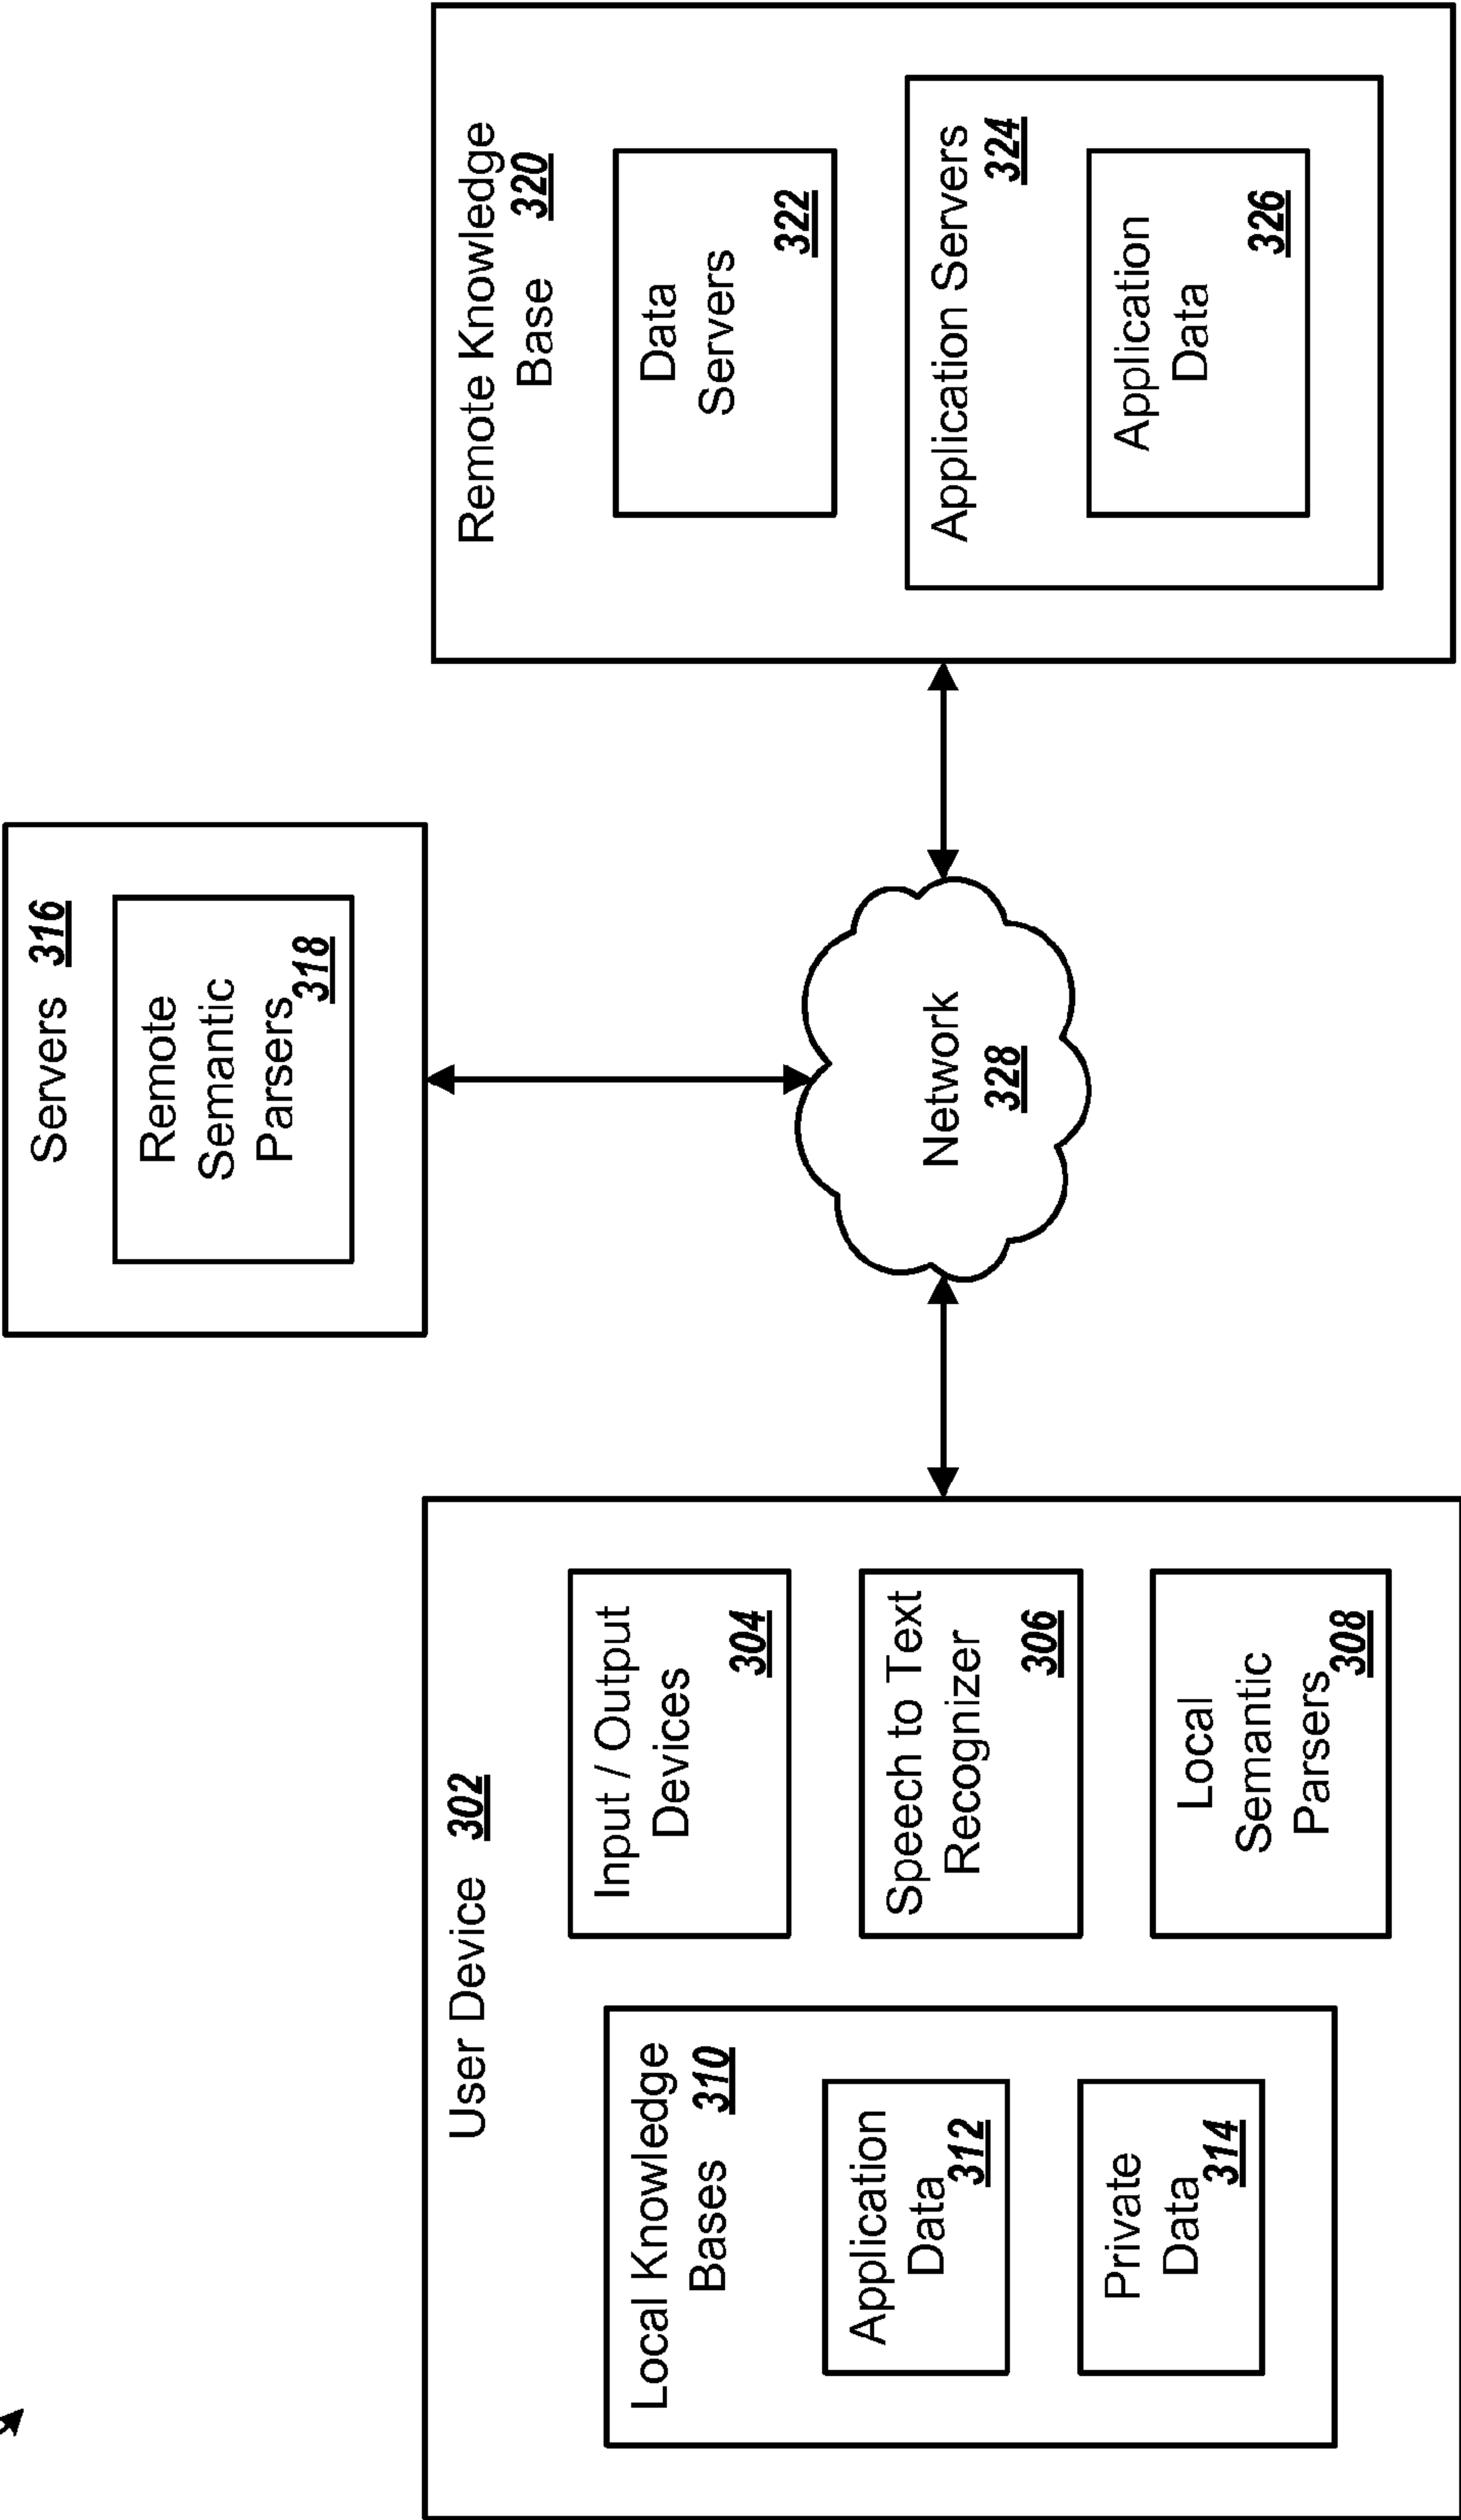 User Device 302
Local Knowledge
Bases 310
Application
Data 312
Private
Data 314
Input / Output
Devices
304
Speech to Text
Recognizer
306
Local
Semantic
Parsers 308
Servers 316
Remote
Semantic
Parsers 318
Network
328
Remote Knowledge
Base 320
Data
Servers
322
Application Servers
324
Application
Data
326